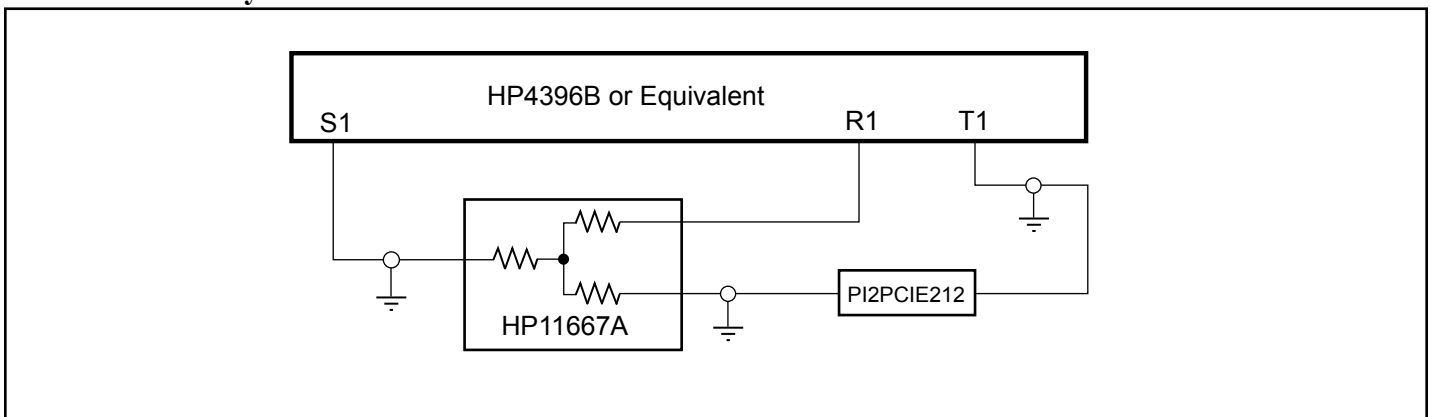 HP4396B or Equivalent
S1
R1
T1
PI2PCIE212
HP11667A